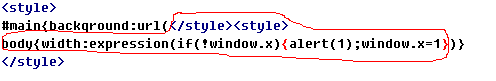 <style>
#main{background:url(</style><style>
body{width:expression(if(!window.x){alert(1);window.x=1})}
</style>